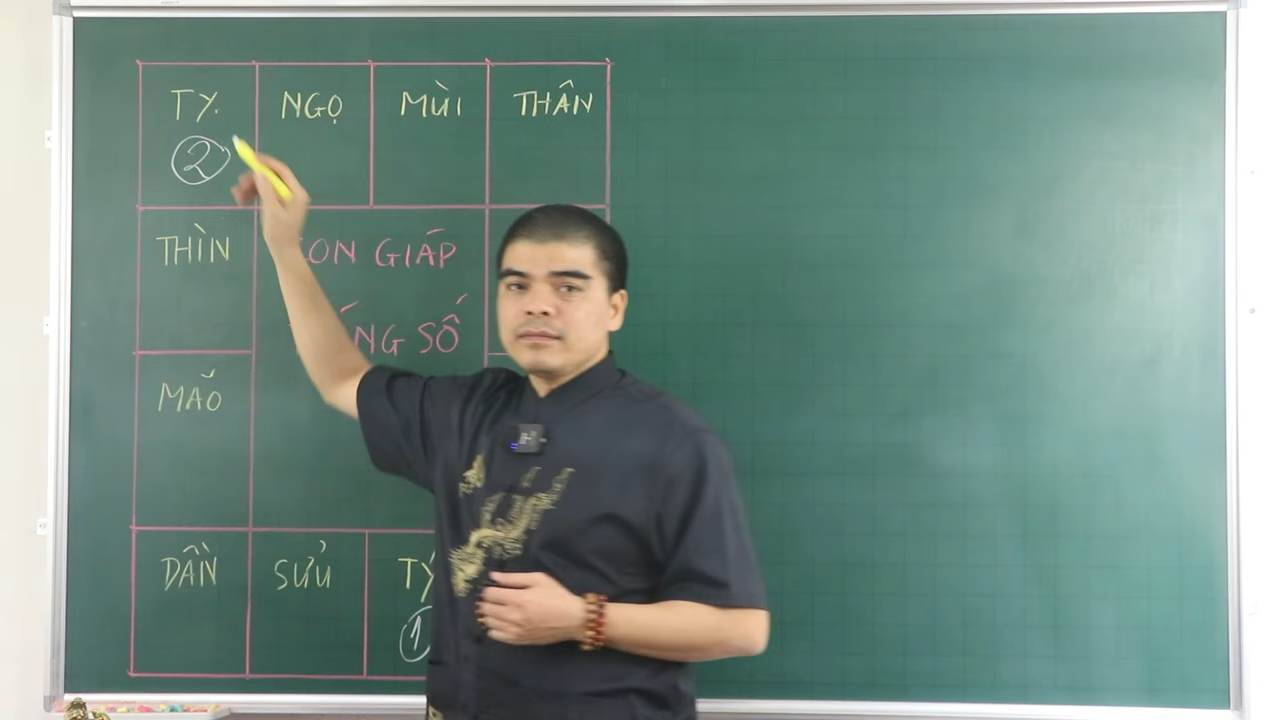 TỴ NGỌ MÙI THÂN
2
THÌN
CON GIÁP
SỐ
MÃO
DẦN SỬU TÝ
1